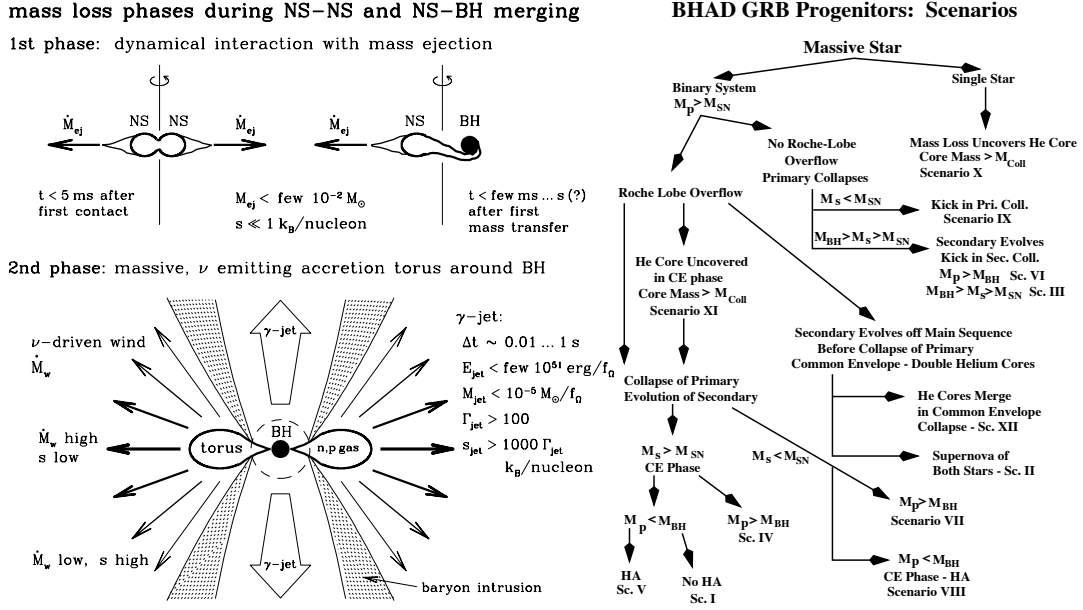 mass loss phases during NS-NS and NS-BH merging
1st phase: dynamical interaction with mass ejection
NS NS
Ṁej
Ṁej
t < 5 ms after
first contact
Mej < few 10⁻² M☉
s ≪ 1 kB/nucleon
Ṁej
NS
BH
t < few ms ... s (?)
after first
mass transfer
2nd phase: massive, ν emitting accretion torus around BH
γ-jet
ν-driven wind
Ṁw
Ṁw high
s low
Ṁw low, s high
torus
BH
n,p gas
γ-jet
baryon intrusion
γ-jet:
Δt ~ 0.01 ... 1 s
Ejet < few 10⁵¹ erg/fΩ
Mjet < 10⁻⁵ M☉/fΩ
Γjet > 100
sjet > 1000 Γjet
kB/nucleon
BHAD GRB Progenitors: Scenarios
Massive Star
Binary System
Mp>MSN
Single Star
Mass Loss Uncovers He Core
Core Mass > MColl
Scenario X
No Roche-Lobe
Overflow
Primary Collapses
Ms<MSN
Kick in Pri. Coll.
Scenario IX
MBH>Ms>MSN
Secondary Evolves
Kick in Sec. Coll.
Mp>MBH Sc. VI
MBH>Ms>MSN Sc. III
Roche Lobe Overflow
He Core Uncovered
in CE phase
Core Mass > MColl
Scenario XI
Secondary Evolves off Main Sequence
Before Collapse of Primary
Common Envelope - Double Helium Cores
He Cores Merge
in Common Envelope
Collapse - Sc. XII
Supernova of
Both Stars - Sc. II
Collapse of Primary
Evolution of Secondary
Ms > MSN
CE Phase
Ms < MSN
Mp<MBH
Mp> MBH
Sc. IV
HA
Sc. V
No HA
Sc. I
Mp> MBH
Scenario VII
Mp < MBH
CE Phase - HA
Scenario VIII